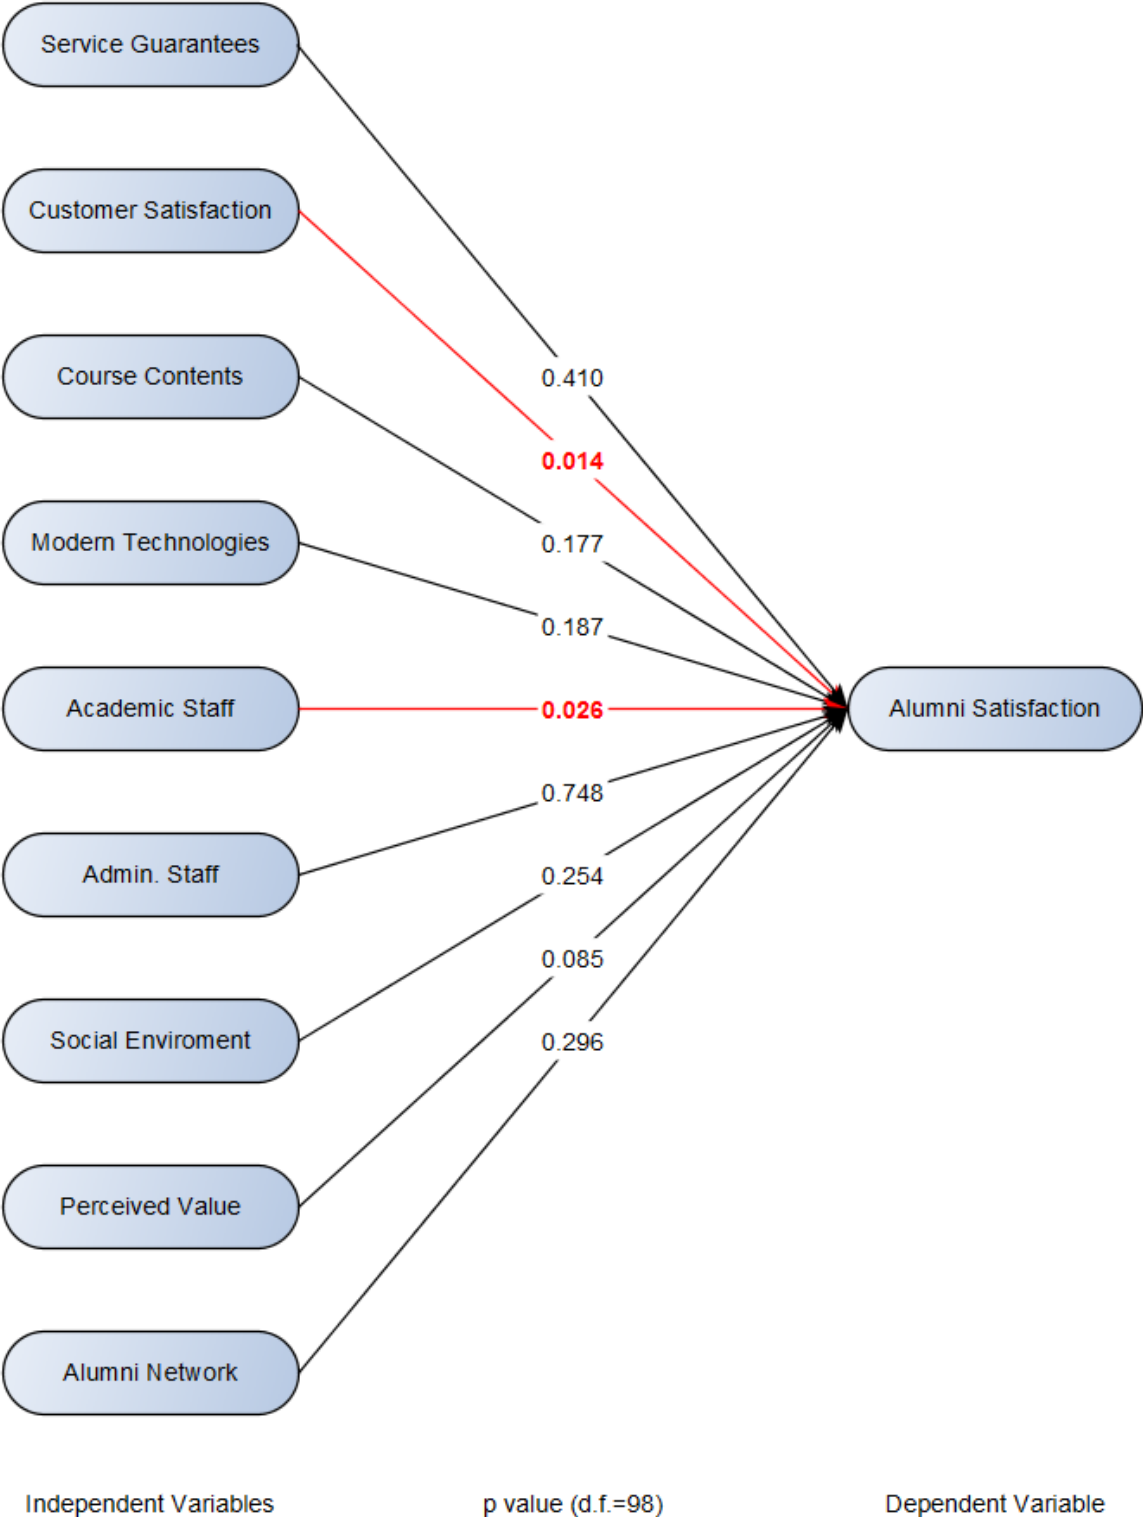 Service Guarantees
Customer Satisfaction
Course Contents
0.410
0.014
Modern Technologies
0.177
0.187
Academic Staff
0.026
Alumni Satisfaction
0.748
Admin. Staff
0.254
0.085
Social Enviroment
0.296
Perceived Value
Alumni Network
Independent Variables
p value (d.f.=98)
Dependent Variable